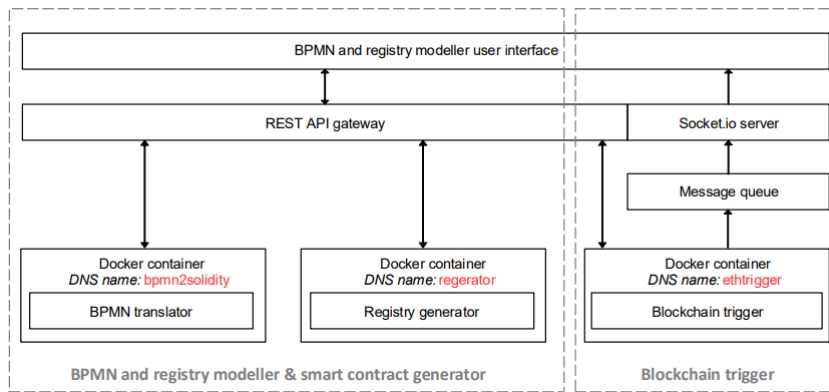 BPMN and registry modeller user interface
REST API gateway
Socket.io server
Message queue
Docker container
DNS name: bpmn2solidity
BPMN translator
Docker container
DNS name: regerator
Registry generator
Docker container
DNS name: ethtrigger
Blockchain trigger
BPMN and registry modeller & smart contract generator
Blockchain trigger